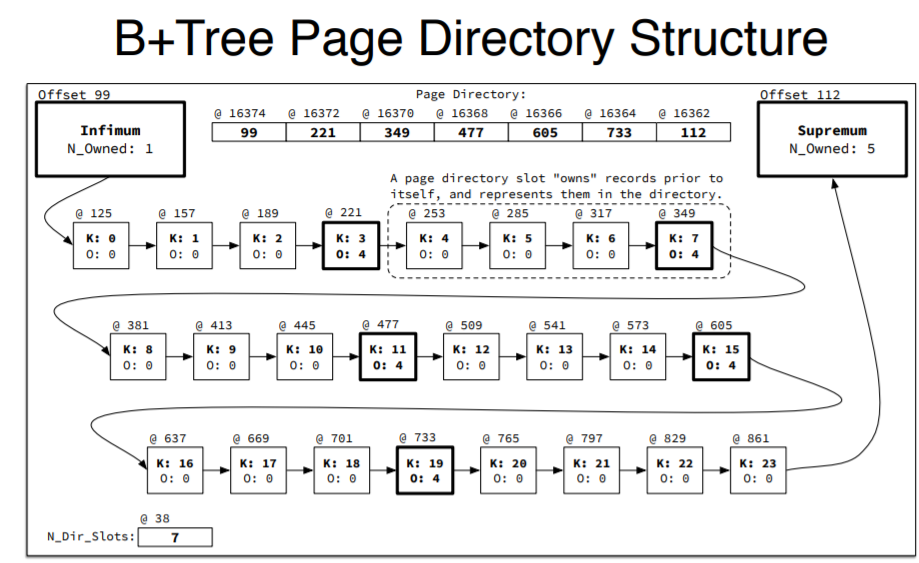 B+Tree Page Directory Structure
Offset 99
Page Directory:
Offset 112
Infimum
N_Owned: 1
@ 16374 @ 16372 @ 16370 @ 16368 @ 16366 @ 16364 @ 16362
99 221 349 477 605 733 112
Supremum
N_Owned: 5
A page directory slot "owns" records prior to
itself, and represents them in the directory.
@ 125 @ 157 @ 189 @ 221 @ 253 @ 285 @ 317 @ 349
K: 0 K: 1 K: 2 K: 3 K: 4 K: 5 K: 6 K: 7
O: 0 O: 0 O: 0 O: 4 O: 0 O: 0 O: 0 O: 4
@ 381 @ 413 @ 445 @ 477 @ 509 @ 541 @ 573 @ 605
K: 8 K: 9 K: 10 K: 11 K: 12 K: 13 K: 14 K: 15
O: 0 O: 0 O: 0 O: 4 O: 0 O: 0 O: 0 O: 4
@ 637 @ 669 @ 701 @ 733 @ 765 @ 797 @ 829 @ 861
K: 16 K: 17 K: 18 K: 19 K: 20 K: 21 K: 22 K: 23
O: 0 O: 0 O: 0 O: 4 O: 0 O: 0 O: 0 O: 0
@ 38
N_Dir_Slots: 7